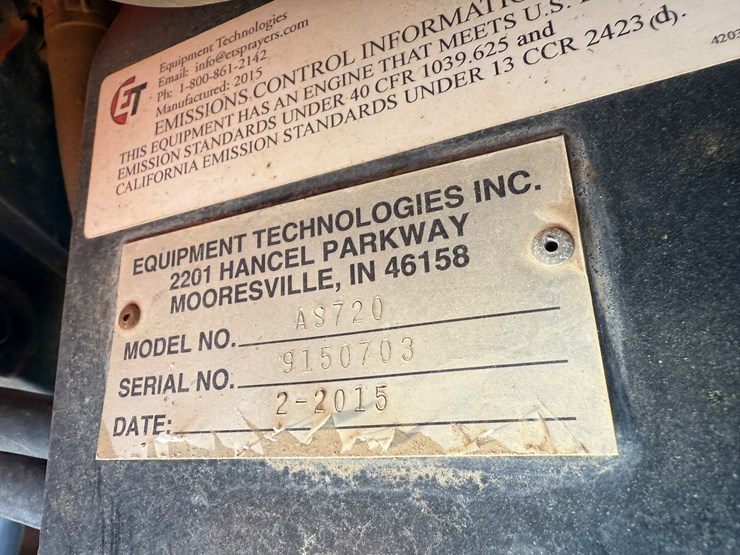 ET
Equipment Technologies
Email: info@etsprayers.com
Ph: 1-800-861-2142
Manufactured: 2015
EMISSIONS CONTROL
THIS EQUIPMENT HAS AN ENGINE THAT MEETS U.S.
EMISSION STANDARDS UNDER 40 CFR 1039.625 and
CALIFORNIA EMISSION STANDARDS UNDER 13 CCR 2423 (d).
4203
EQUIPMENT TECHNOLOGIES INC.
2201 HANCEL PARKWAY
MOORESVILLE, IN 46158
MODEL NO. AS720
SERIAL NO. 9150703
DATE: 2-2015